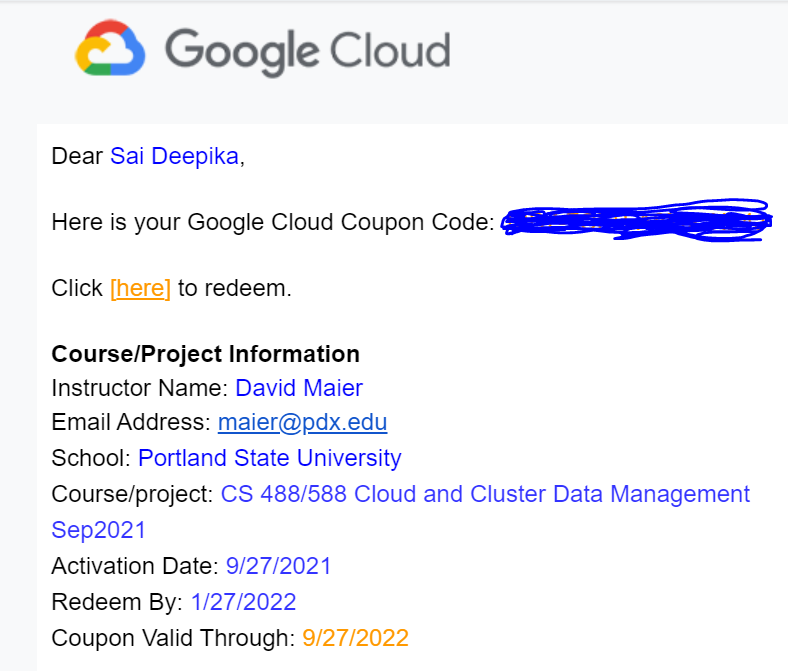 Google Cloud
Dear Sai Deepika,
Here is your Google Cloud Coupon Code:
Click [here] to redeem.
Course/Project Information
Instructor Name: David Maier
Email Address: maier@pdx.edu
School: Portland State University
Course/project: CS 488/588 Cloud and Cluster Data Management
Sep2021
Activation Date: 9/27/2021
Redeem By: 1/27/2022
Coupon Valid Through: 9/27/2022